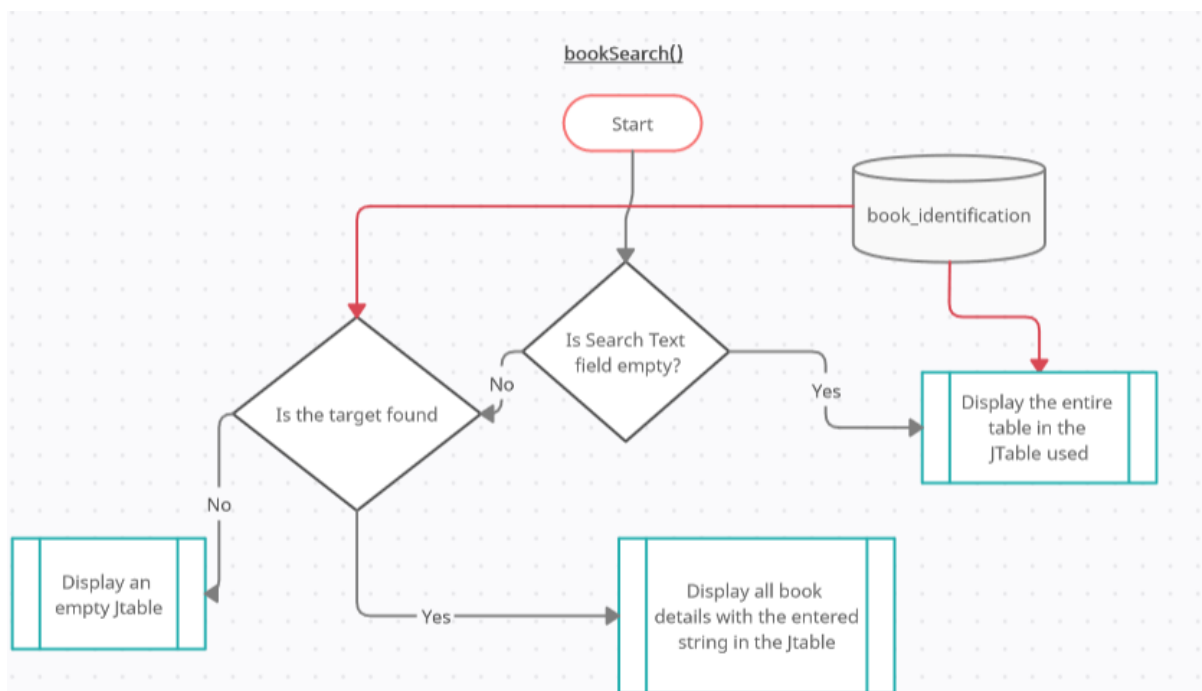 bookSearch()
Start
book_identification
Is Search Text
field empty?
No
Yes
Is the target found
Display the entire
table in the
JTable used
No
Display an
empty Jtable
Yes
Display all book
details with the entered
string in the Jtable